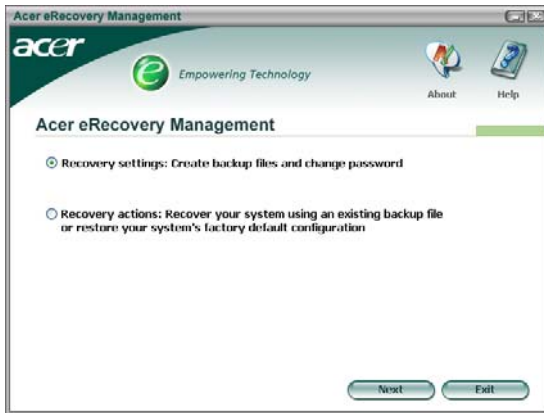 Acer eRecovery Management
acer
e
Empowering Technology
About
Help
Acer eRecovery Management
Recovery settings: Create backup files and change password
Recovery actions: Recover your system using an existing backup file
or restore your system's factory default configuration
Next
Exit